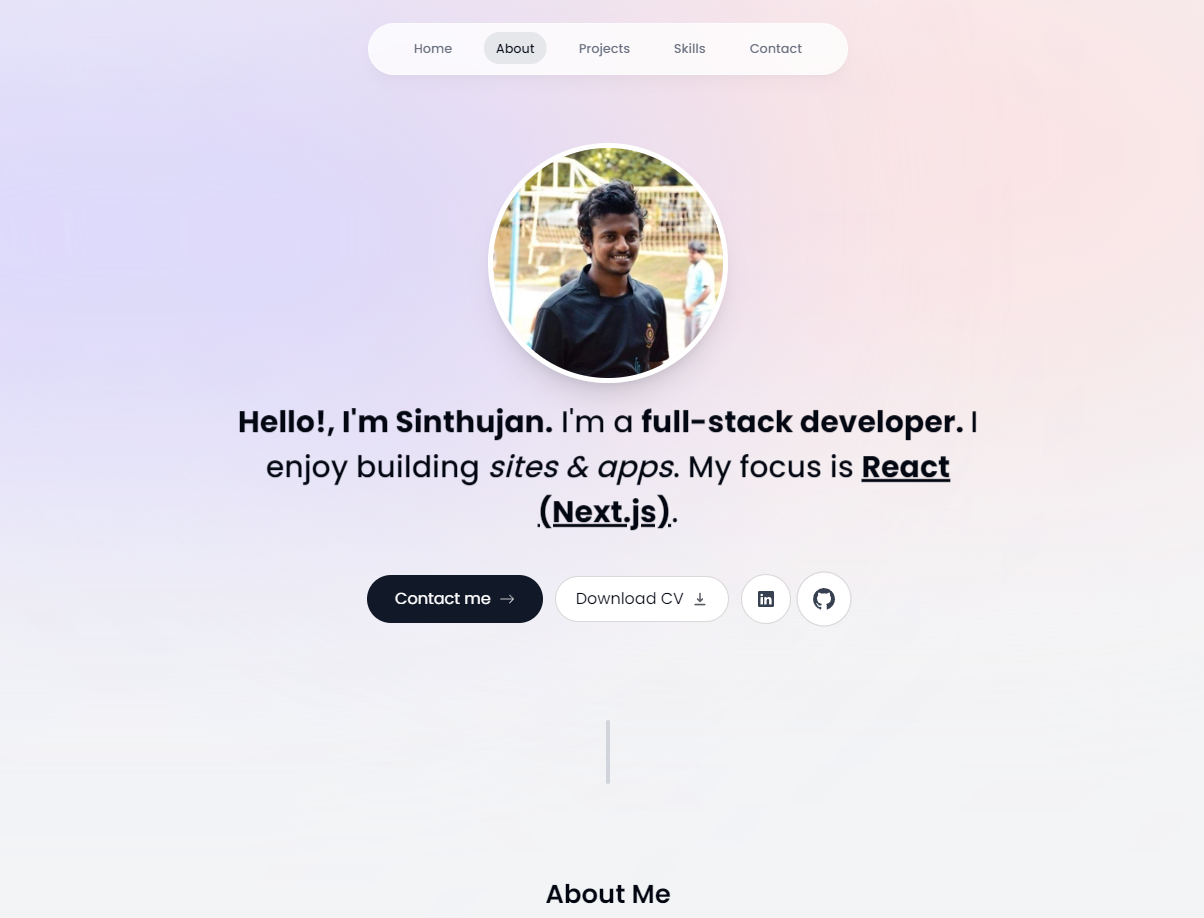 Home About Projects Skills Contact
Hello!, I'm Sinthujan. I'm a full-stack developer. I
enjoy building sites & apps. My focus is React
(Next.js).
Contact me Download CV
About Me